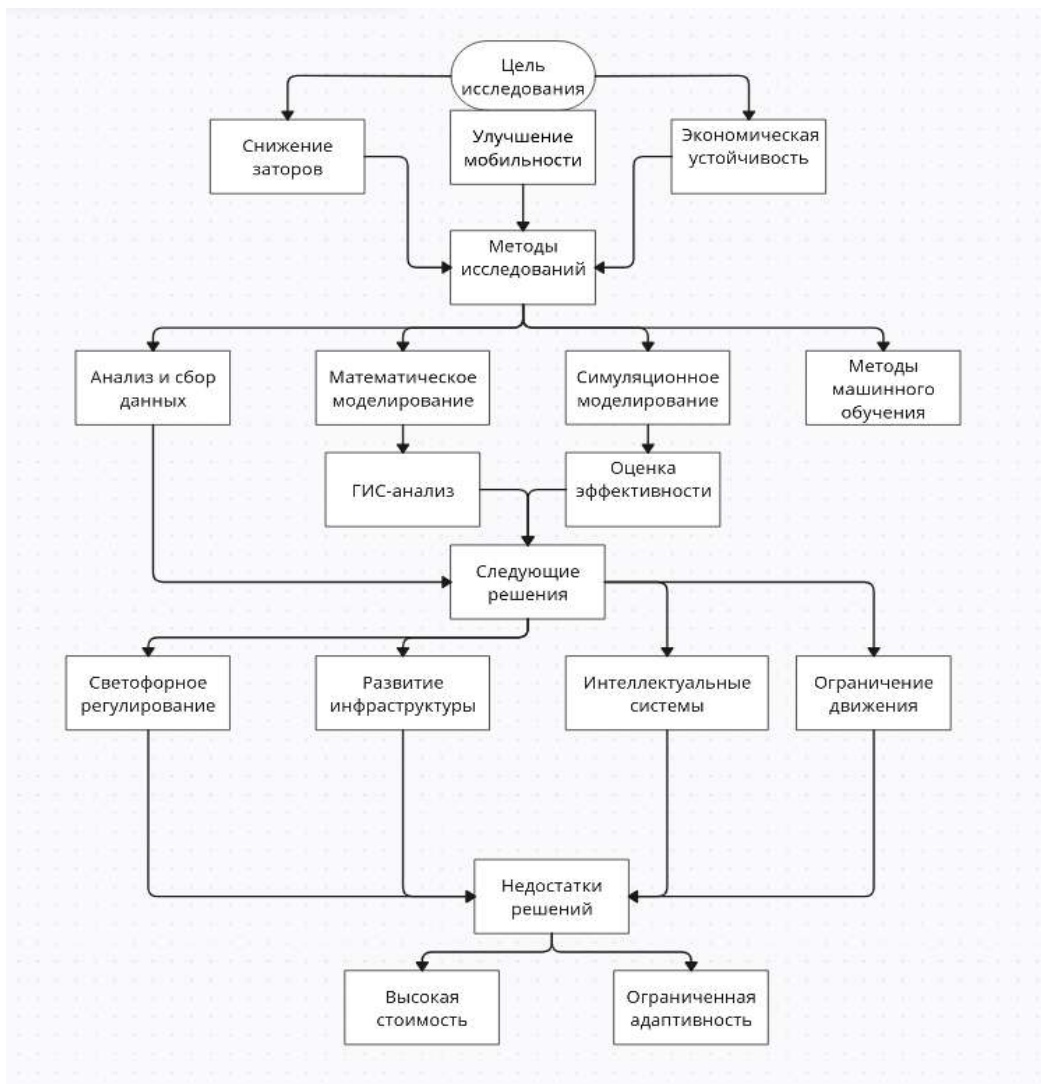 Цель
исследования
Снижение
заторов
Улучшение
мобильности
Экономическая
устойчивость
Методы
исследований
Анализ и сбор
данных
Математическое
моделирование
Симуляционное
моделирование
Методы
машинного
обучения
ГИС-анализ
Оценка
эффективности
Следующие
решения
Светофорное
регулирование
Развитие
инфраструктуры
Интеллектуальные
системы
Ограничение
движения
Недостатки
решений
Высокая
стоимость
Ограниченная
адаптивность